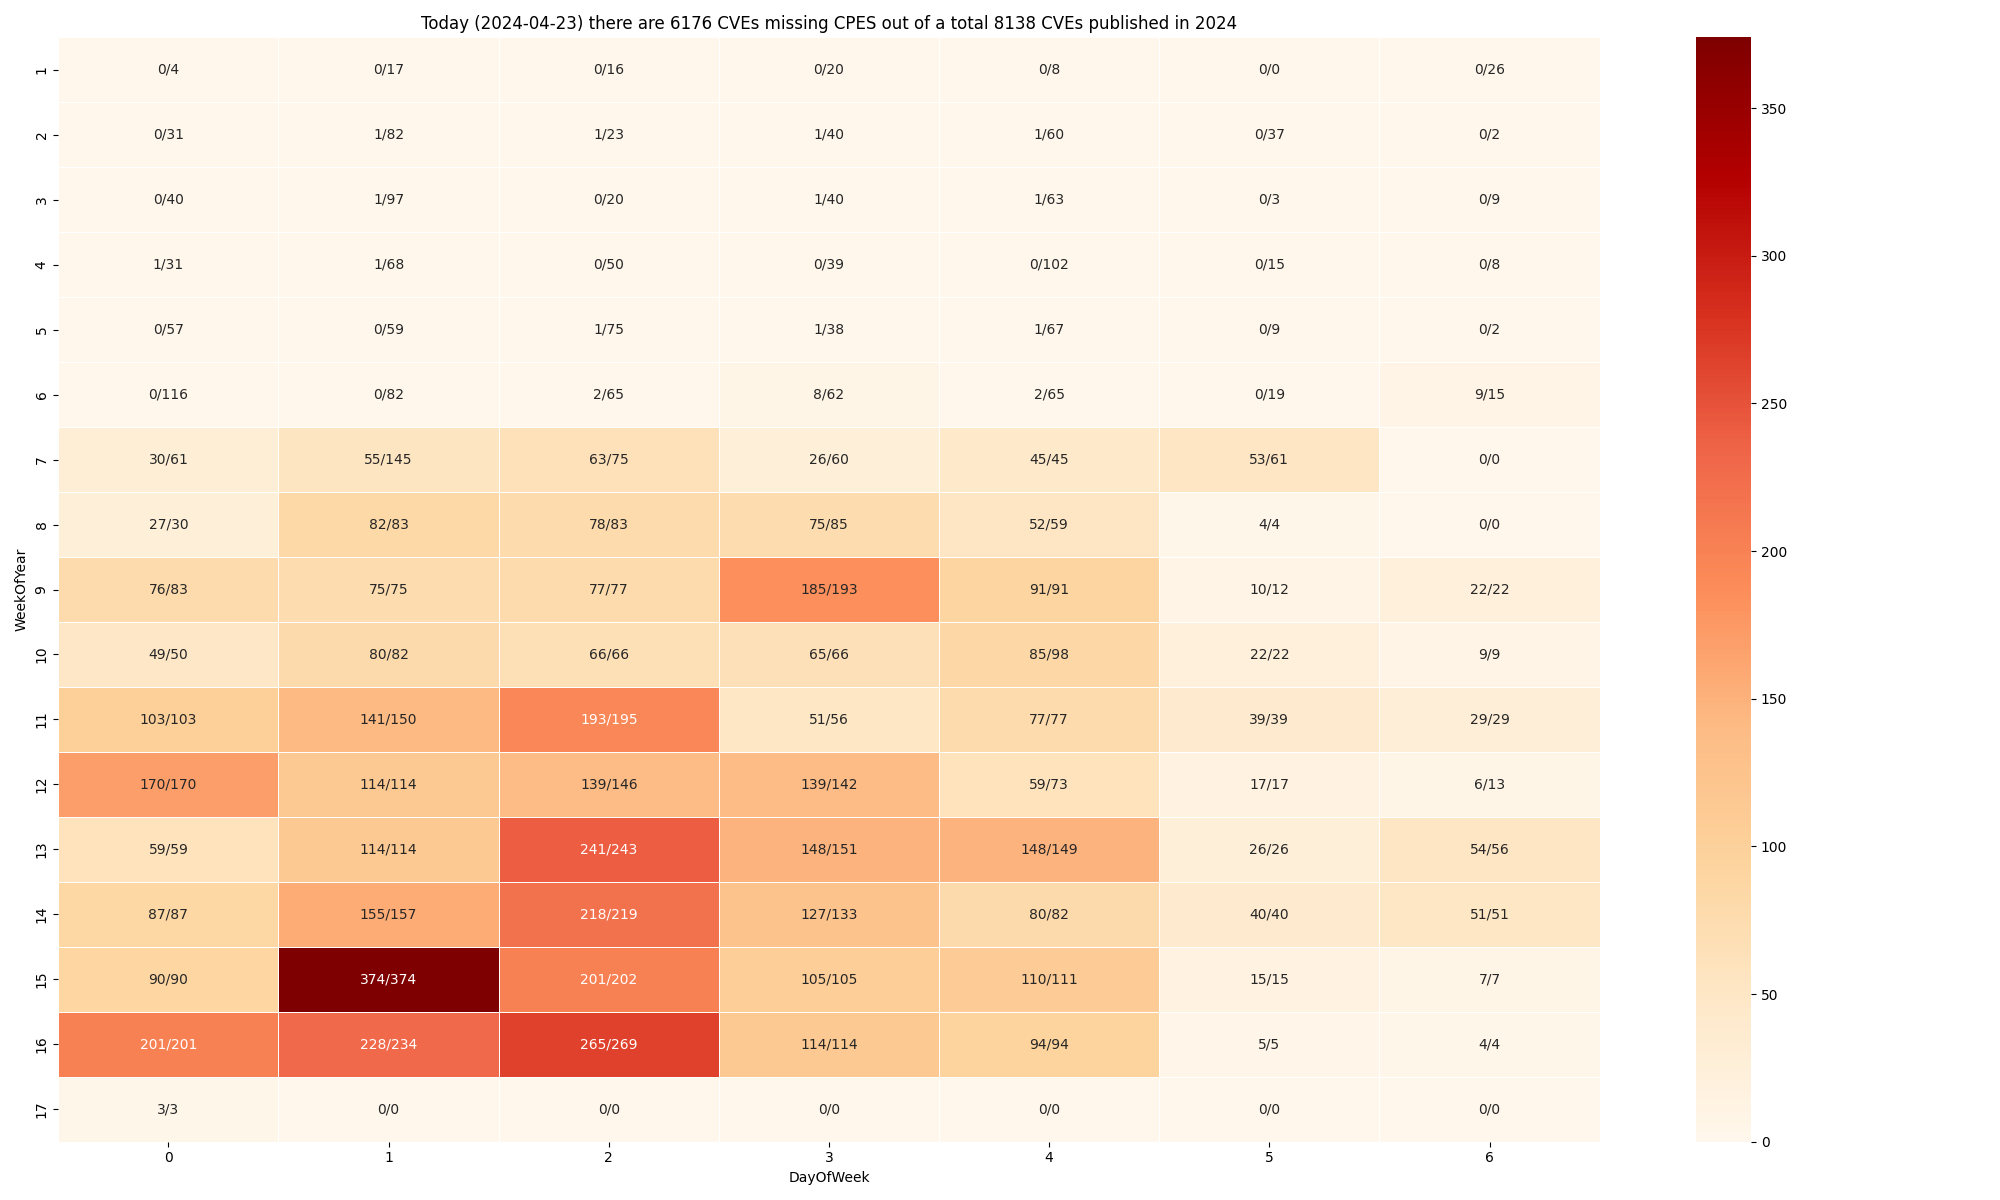 Today (2024-04-23) there are 6176 CVEs missing CPES out of a total 8138 CVEs published in 2024
WeekOfYear
1 0/4 0/17 0/16 0/20 0/8 0/0 0/26
2 0/31 1/82 1/23 1/40 1/60 0/37 0/2
3 0/40 1/97 0/20 1/40 1/63 0/3 0/9
4 1/31 1/68 0/50 0/39 0/102 0/15 0/8
5 0/57 0/59 1/75 1/38 1/67 0/9 0/2
6 0/116 0/82 2/65 8/62 2/65 0/19 9/15
7 30/61 55/145 63/75 26/60 45/45 53/61 0/0
8 27/30 82/83 78/83 75/85 52/59 4/4 0/0
9 76/83 75/75 77/77 185/193 91/91 10/12 22/22
10 49/50 80/82 66/66 65/66 85/98 22/22 9/9
11 103/103 141/150 193/195 51/56 77/77 39/39 29/29
12 170/170 114/114 139/146 139/142 59/73 17/17 6/13
13 59/59 114/114 241/243 148/151 148/149 26/26 54/56
14 87/87 155/157 218/219 127/133 80/82 40/40 51/51
15 90/90 374/374 201/202 105/105 110/111 15/15 7/7
16 201/201 228/234 265/269 114/114 94/94 5/5 4/4
17 3/3 0/0 0/0 0/0 0/0 0/0 0/0
0 1 2 3 4 5 6
DayOfWeek
350
300
250
200
150
100
50
0